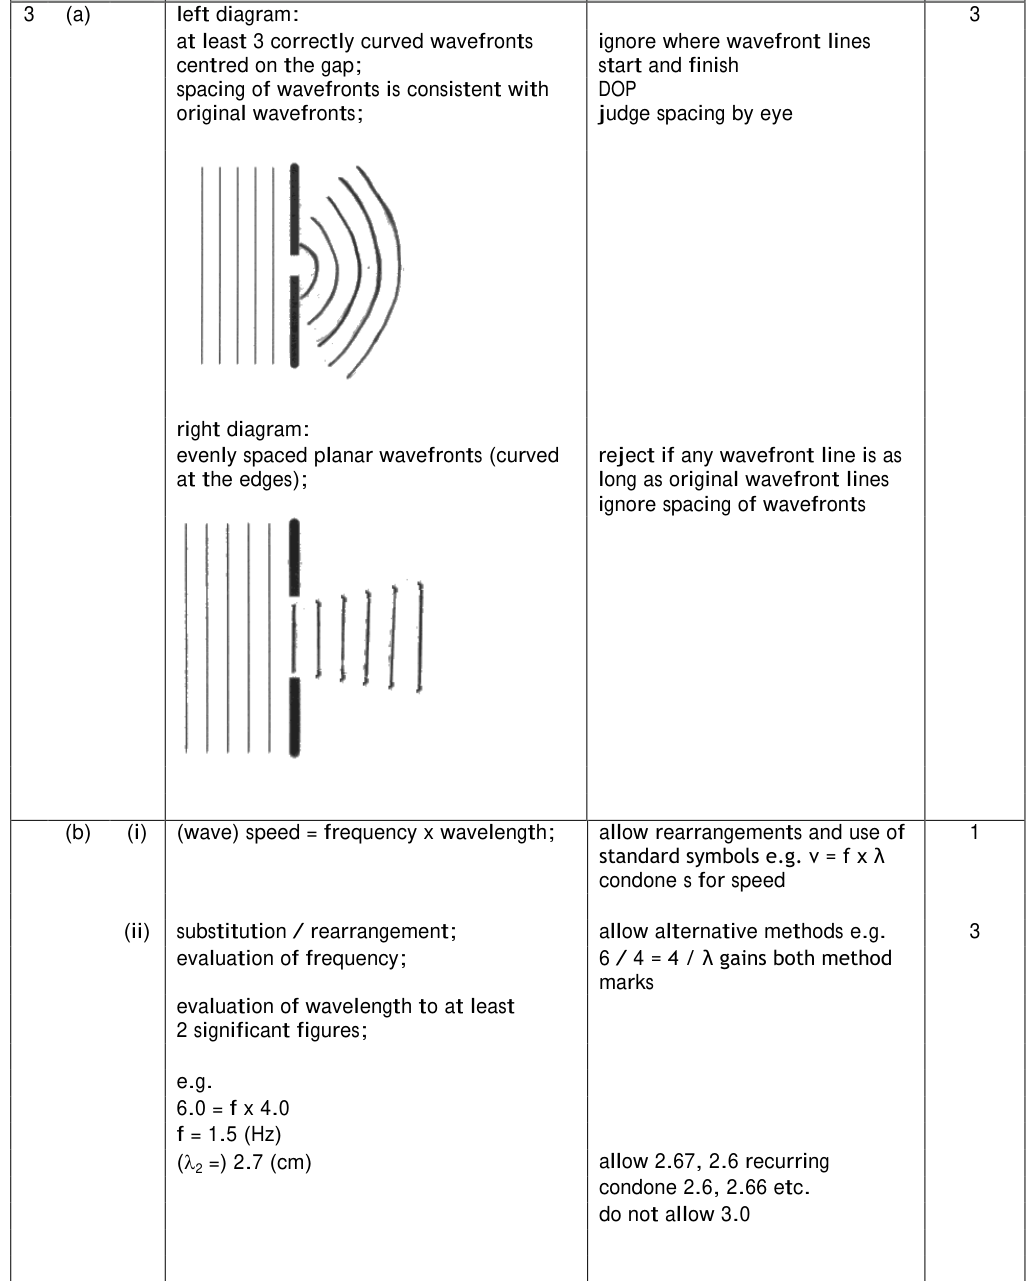 3 (a) left diagram: 3
at least 3 correctly curved wavefronts ignore where wavefront lines
centred on the gap; start and finish
spacing of wavefronts is consistent with DOP
original wavefronts; judge spacing by eye
right diagram:
evenly spaced planar wavefronts (curved reject if any wavefront line is as
at the edges); long as original wavefront lines
ignore spacing of wavefronts
(b) (i) (wave) speed = frequency x wavelength; allow rearrangements and use of 1
standard symbols e.g. v = f x λ
condone s for speed
(ii) substitution / rearrangement; allow alternative methods e.g. 3
evaluation of frequency; 6 / 4 = 4 / λ gains both method
marks
evaluation of wavelength to at least
2 significant figures;
e.g.
6.0 = f x 4.0
f = 1.5 (Hz)
(λ₂ =) 2.7 (cm) allow 2.67, 2.6 recurring
condone 2.6, 2.66 etc.
do not allow 3.0